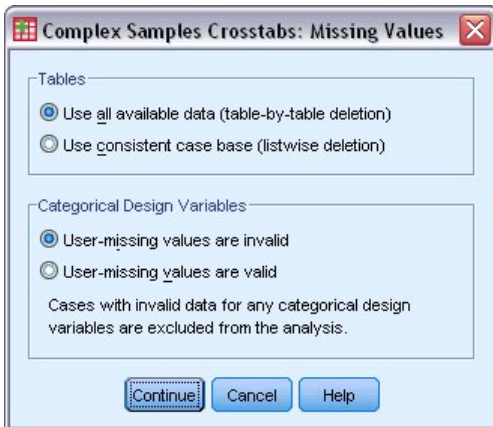 Complex Samples Crosstabs: Missing Values
Tables
Use all available data (table-by-table deletion)
Use consistent case base (listwise deletion)
Categorical Design Variables
User-missing values are invalid
User-missing values are valid
Cases with invalid data for any categorical design
variables are excluded from the analysis.
Continue Cancel Help